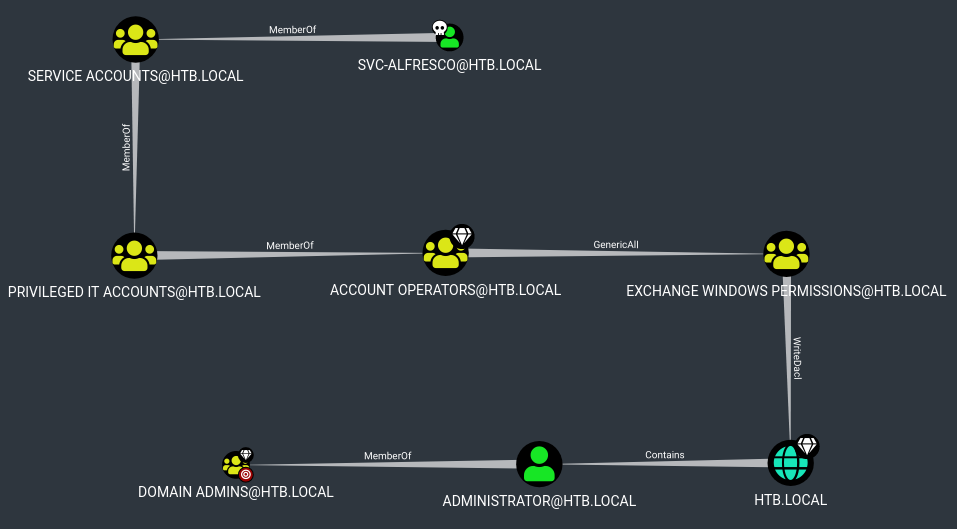 MemberOf
SERVICE ACCOUNTS@HTB.LOCAL
SVC-ALFRESCO@HTB.LOCAL
MemberOf
MemberOf
GenericAll
PRIVILEGED IT ACCOUNTS@HTB.LOCAL
ACCOUNT OPERATORS@HTB.LOCAL
EXCHANGE WINDOWS PERMISSIONS@HTB.LOCAL
WriteDacl
MemberOf
Contains
DOMAIN ADMINS@HTB.LOCAL
ADMINISTRATOR@HTB.LOCAL
HTB.LOCAL